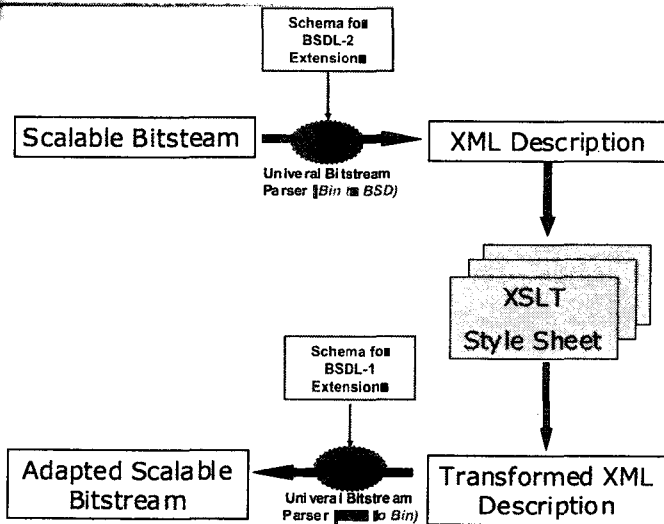 Schema for
BSDL-2
Extension
Scalable Bitsteam
XML Description
Univeral Bitstream
Parser (Bin to BSD)
XSLT
Style Sheet
Schema for
BSDL-1
Extension
Adapted Scalable
Bitstream
Univeral Bitstream
Parser to Bin)
Transformed XML
Description